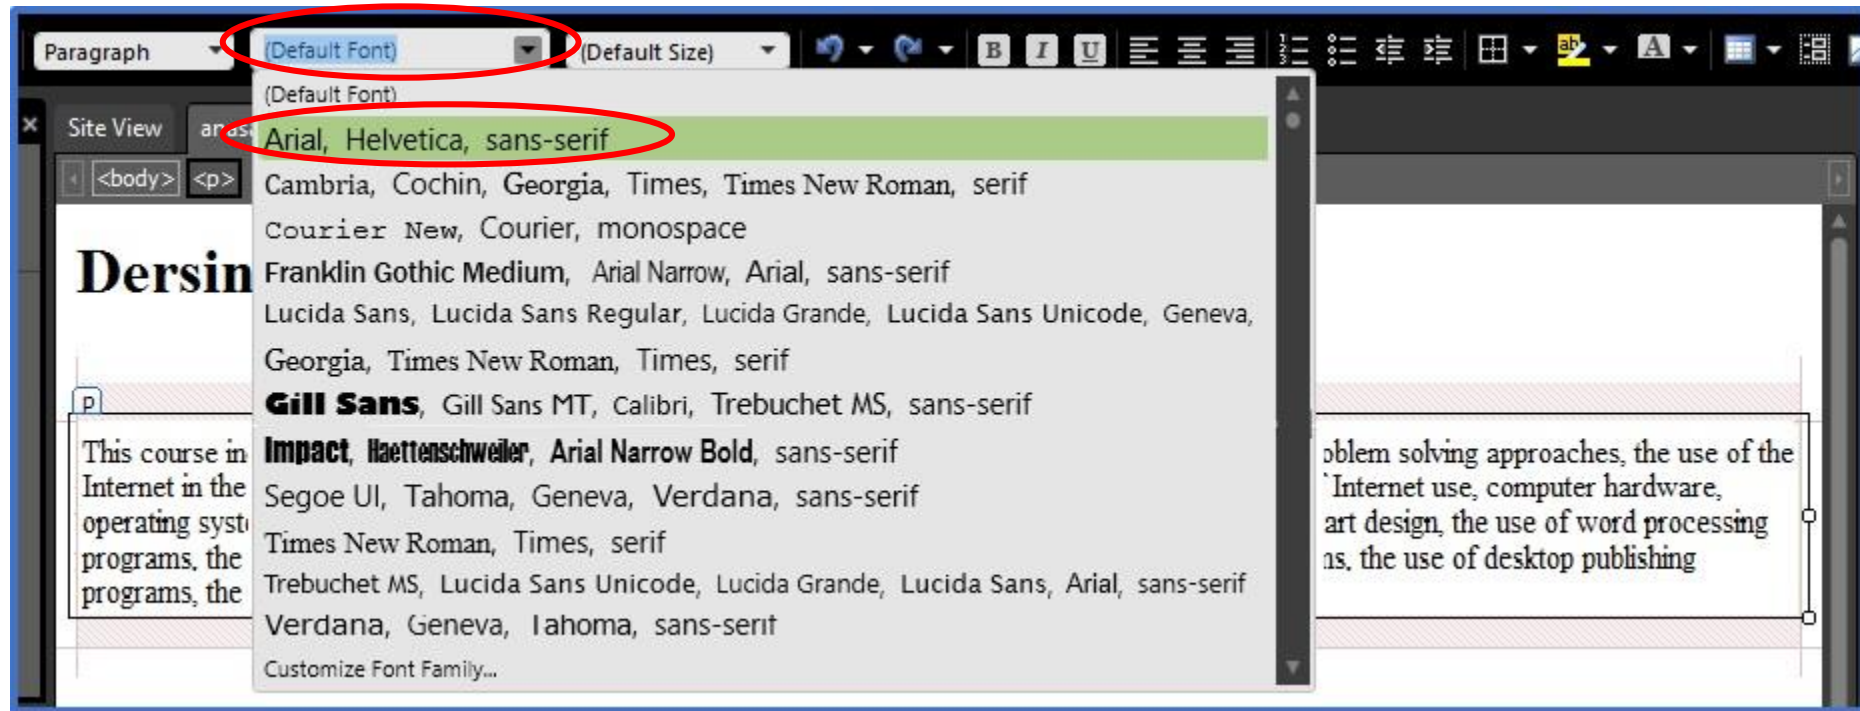 Paragraph (Default Font) (Default Size) B I U A
(Default Font)
Site View
Arial, Helvetica, sans-serif
<body> <p>
Cambria, Cochin, Georgia, Times, Times New Roman, serif
Courier New, Courier, monospace
Dersin
Franklin Gothic Medium, Arial Narrow, Arial, sans-serif
Lucida Sans, Lucida Sans Regular, Lucida Grande, Lucida Sans Unicode, Geneva,
Georgia, Times New Roman, Times, serif
p
Gill Sans, Gill Sans MT, Calibri, Trebuchet MS, sans-serif
This course in
Impact, Haettenschweiler, Arial Narrow Bold, sans-serif
oblem solving approaches, the use of the
Internet in the
Segoe UI, Tahoma, Geneva, Verdana, sans-serif
Internet use, computer hardware,
operating syst
art design, the use of word processing
Times New Roman, Times, serif
programs, the
ns, the use of desktop publishing
Trebuchet MS, Lucida Sans Unicode, Lucida Grande, Lucida Sans, Arial, sans-serif
programs, the
Verdana, Geneva, Tahoma, sans-serif
Customize Font Family...